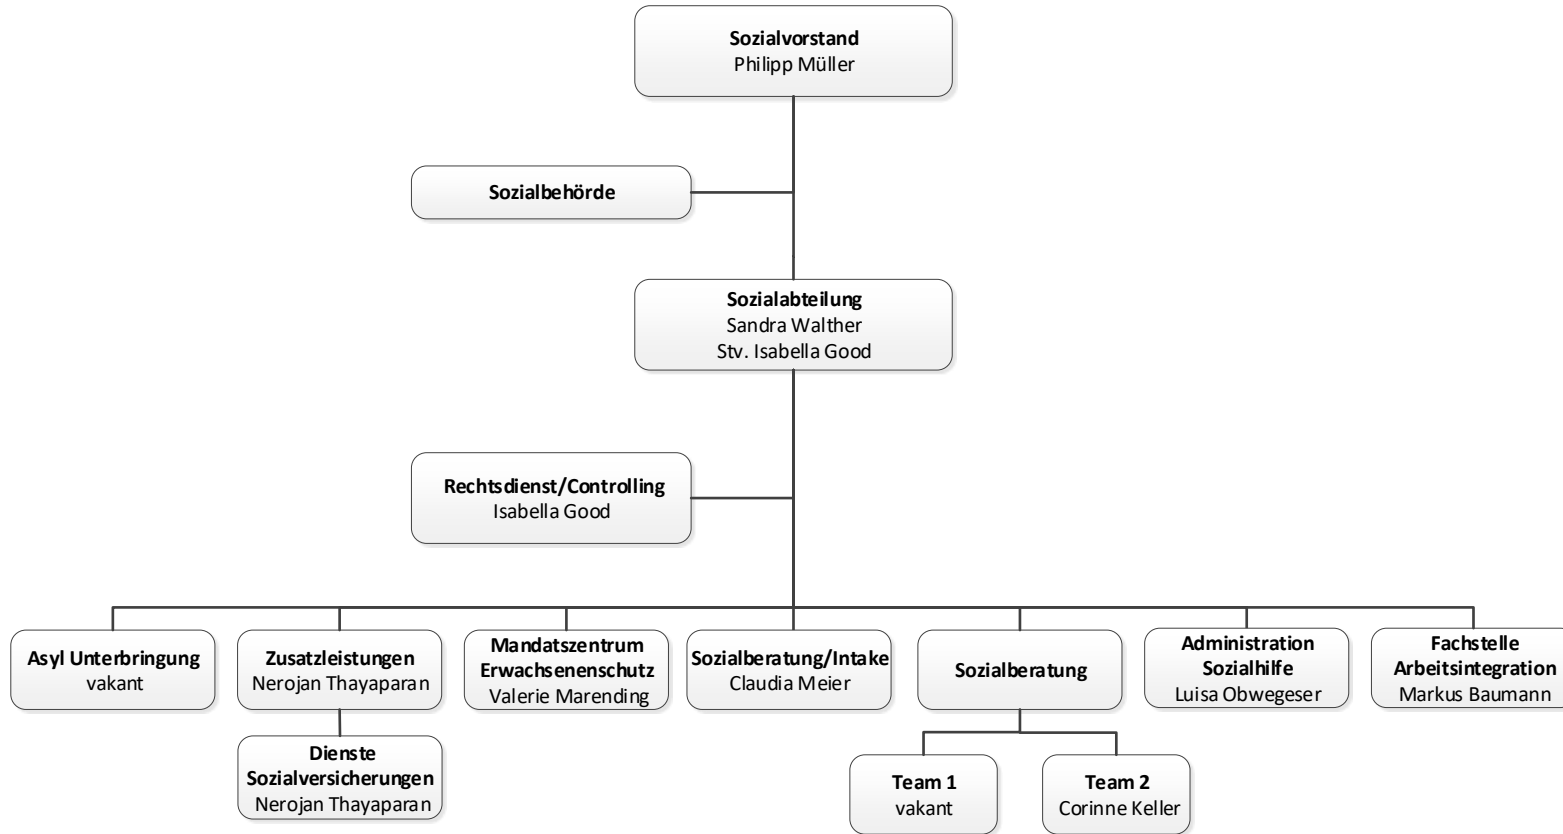 Sozialvorstand
Philipp Müller
Sozialbehörde
Sozialabteilung
Sandra Walther
Stv. Isabella Good
Rechtsdienst/Controlling
Isabella Good
Asyl Unterbringung
vakant
Zusatzleistungen
Nerojan Thayaparan
Mandatszentrum
Erwachsenenschutz
Valerie Marending
Sozialberatung/Intake
Claudia Meier
Sozialberatung
Administration
Sozialhilfe
Luisa Obwegeser
Fachstelle
Arbeitsintegration
Markus Baumann
Dienste
Sozialversicherungen
Nerojan Thayaparan
Team 1
vakant
Team 2
Corinne Keller